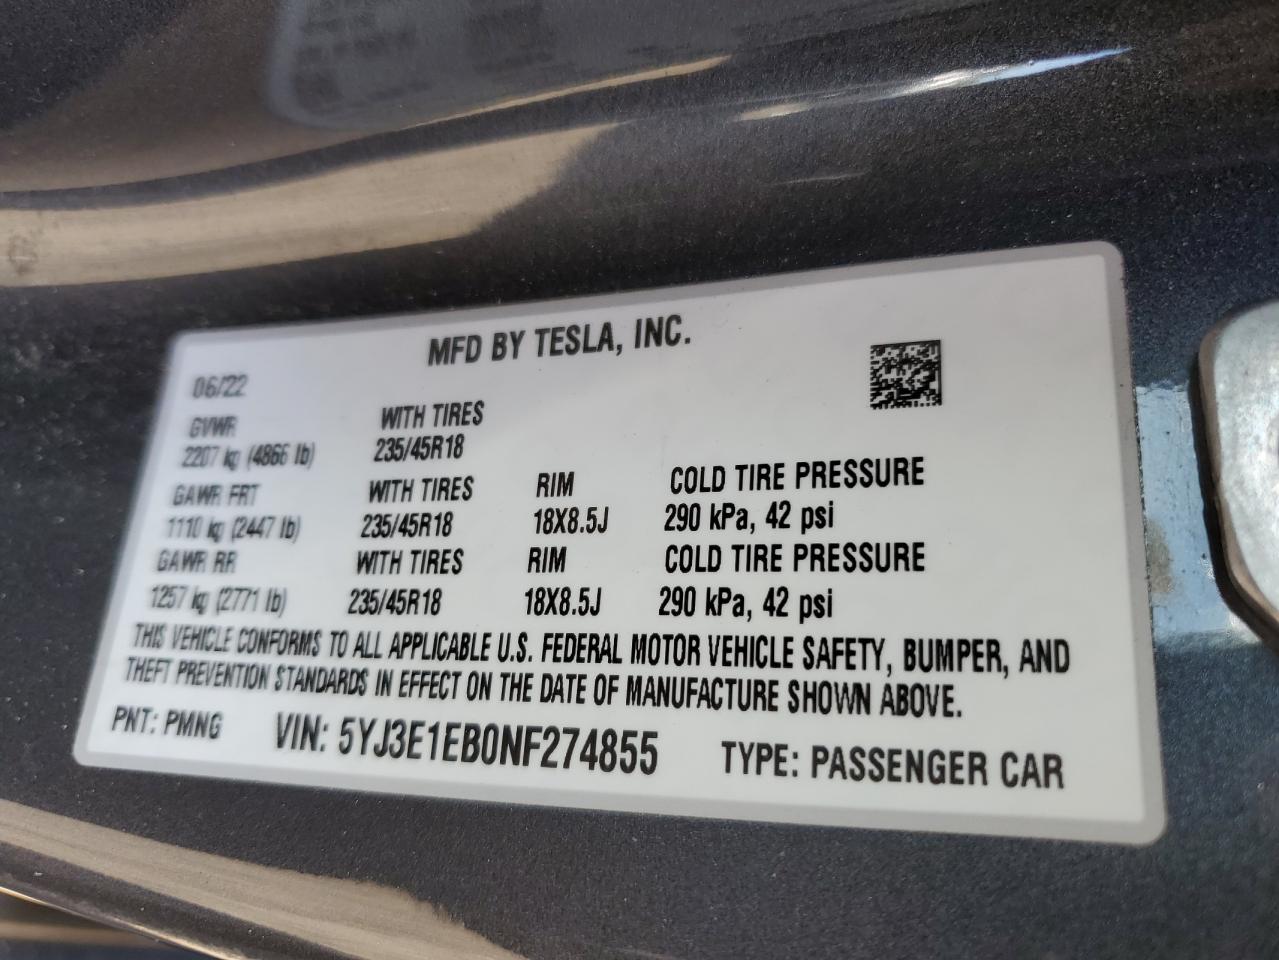 MFD BY TESLA, INC.
06/22
GVWR
2207 kg (4866 lb)
WITH TIRES
235/45R18
GAWR FRT
1110 kg (2447 lb)
WITH TIRES
235/45R18
RIM
18X8.5J
COLD TIRE PRESSURE
290 kPa, 42 psi
GAWR RR
1257 kg (2771 lb)
WITH TIRES
235/45R18
RIM
18X8.5J
COLD TIRE PRESSURE
290 kPa, 42 psi
THIS VEHICLE CONFORMS TO ALL APPLICABLE U.S. FEDERAL MOTOR VEHICLE SAFETY, BUMPER, AND
THEFT PREVENTION STANDARDS IN EFFECT ON THE DATE OF MANUFACTURE SHOWN ABOVE.
PNT: PMNG VIN: 5YJ3E1EB0NF274855 TYPE: PASSENGER CAR